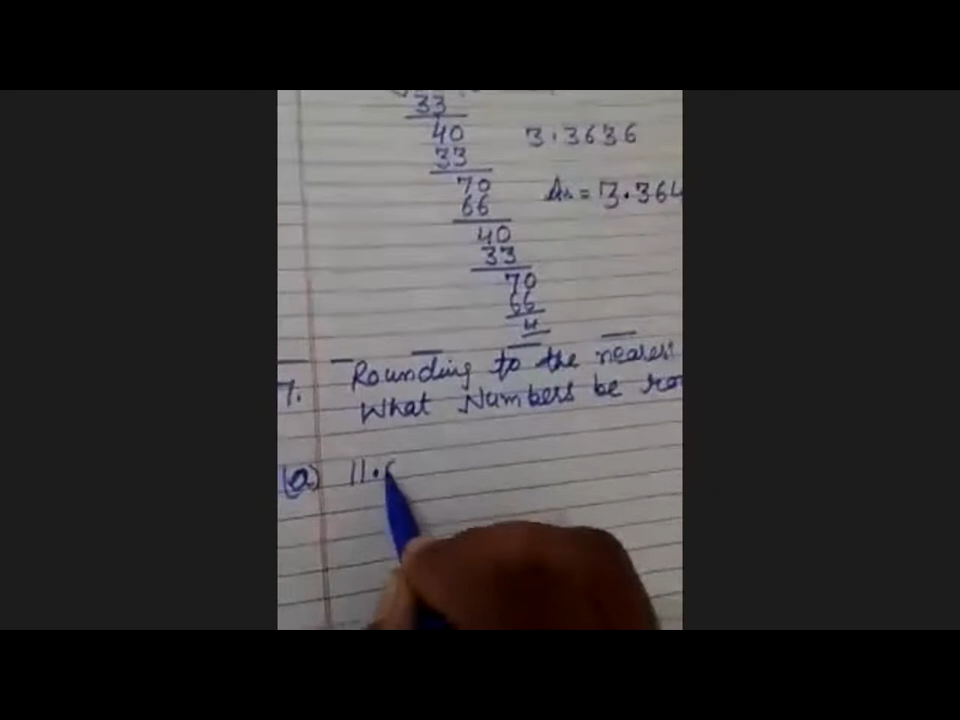 33
40 3.3636
33
70 An = 3.364
66
40
33
70
66
4
7. Rounding to the nearest
What Numbers be
(a) 11.